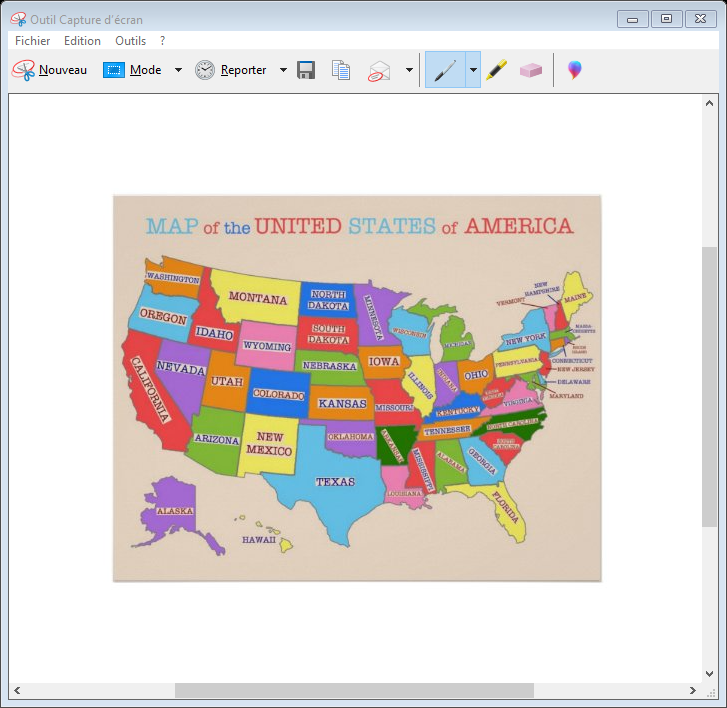 Outil Capture d'écran
Fichier Edition Outils ?
Nouveau Mode Reporter
MAP of the UNITED STATES of AMERICA
WASHINGTON
MONTANA
NORTH
DAKOTA
MINNESOTA
NEW
HAMPSHIRE
VERMONT
MAINE
OREGON
IDAHO
WYOMING
SOUTH
DAKOTA
WISCONSIN
MICHIGAN
NEW YORK
MASSA-
CHUSETTS
RHODE
ISLAND
CONNECTICUT
NEW JERSEY
DELAWARE
MARYLAND
NEVADA
UTAH
COLORADO
NEBRASKA
IOWA
ILLINOIS
INDIANA
OHIO
PENNSYLVANIA
CALIFORNIA
KANSAS
MISSOURI
KENTUCKY
WEST
VIRGINIA
VIRGINIA
ARIZONA
NEW
MEXICO
OKLAHOMA
ARKANSAS
TENNESSEE
NORTH CAROLINA
SOUTH
CAROLINA
TEXAS
LOUISIANA
MISSISSIPPI
ALABAMA
GEORGIA
FLORIDA
ALASKA
HAWAII